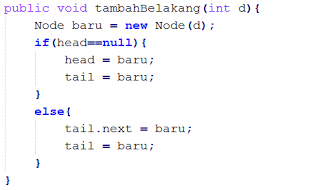 public void tambahBelakang(int d){
    Node baru = new Node(d);
    if(head==null){
        head = baru;
        tail = baru;
    }
    else{
        tail.next = baru;
        tail = baru;
    }
}